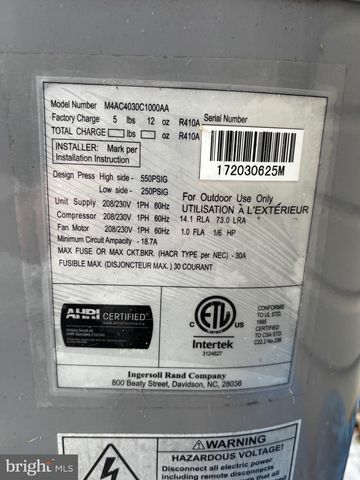 Model Number M4AC4030C1000AA
Factory Charge 5 lbs 12 oz R410A Serial Number
TOTAL CHARGE lbs oz R410A
INSTALLER: Mark per
Installation Instruction
172030625M
Design Press High side - 550PSIG
Low side - 250PSIG
For Outdoor Use Only
UTILISATION À L'EXTÉRIEUR
Unit Supply 208/230V 1PH 60HZ
Compressor 208/230V 1PH 60HZ 14.1 RLA 73.0 LRA
Fan Motor 208/230V 1PH 60HZ 1.0 FLA 1/6 HP
Minimum Circuit Ampacity - 18.7A
MAXIMUM FUSE OR MAX CKT.BKR. (HACR TYPE per NEC) - 30A
FUSIBLE MAX. (DISJONCTEUR MAX.) 30 COURANT
AHRI CERTIFIED
www.ahridirectory.org
ETL
Intertek
3124627
CONFORMS
TO UL STD.
1995
CERTIFIED
TO CSA STD.
C22.2 No.236
Ingersoll Rand Company
800 Beaty Street, Davidson, NC, 28036
WARNING
HAZARDOUS VOLTAGE!
Disconnect all electric power
including remote disconnects
bright MLS